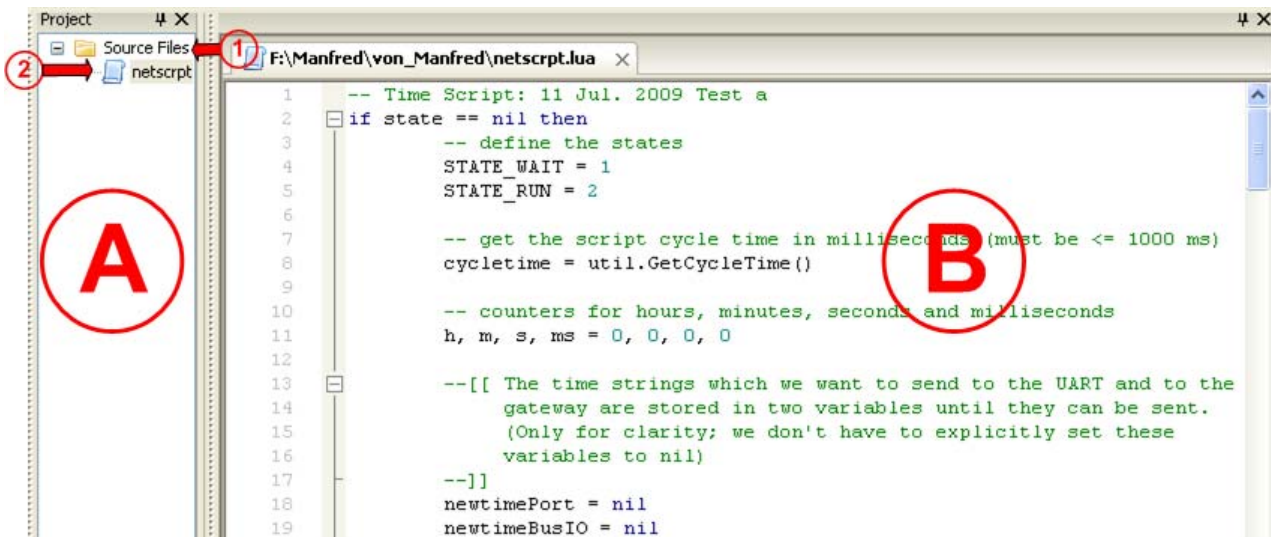 Project
Source Files
1
2
netscrpt
A
F:\Manfred\von_Manfred\netscrpt.lua
1 -- Time Script: 11 Jul. 2009 Test a
2 if state == nil then
3 -- define the states
4 STATE_WAIT = 1
5 STATE_RUN = 2
6
7 -- get the script cycle time in milliseconds (must be <= 1000 ms)
8 cycletime = util.GetCycleTime()
9
10 -- counters for hours, minutes, seconds and milliseconds
11 h, m, s, ms = 0, 0, 0, 0
12
13 --[[ The time strings which we want to send to the UART and to the
14 gateway are stored in two variables until they can be sent.
15 (Only for clarity; we don't have to explicitly set these
16 variables to nil)
17 --]]
18 newtimePort = nil
19 newtimeBusIO = nil
B